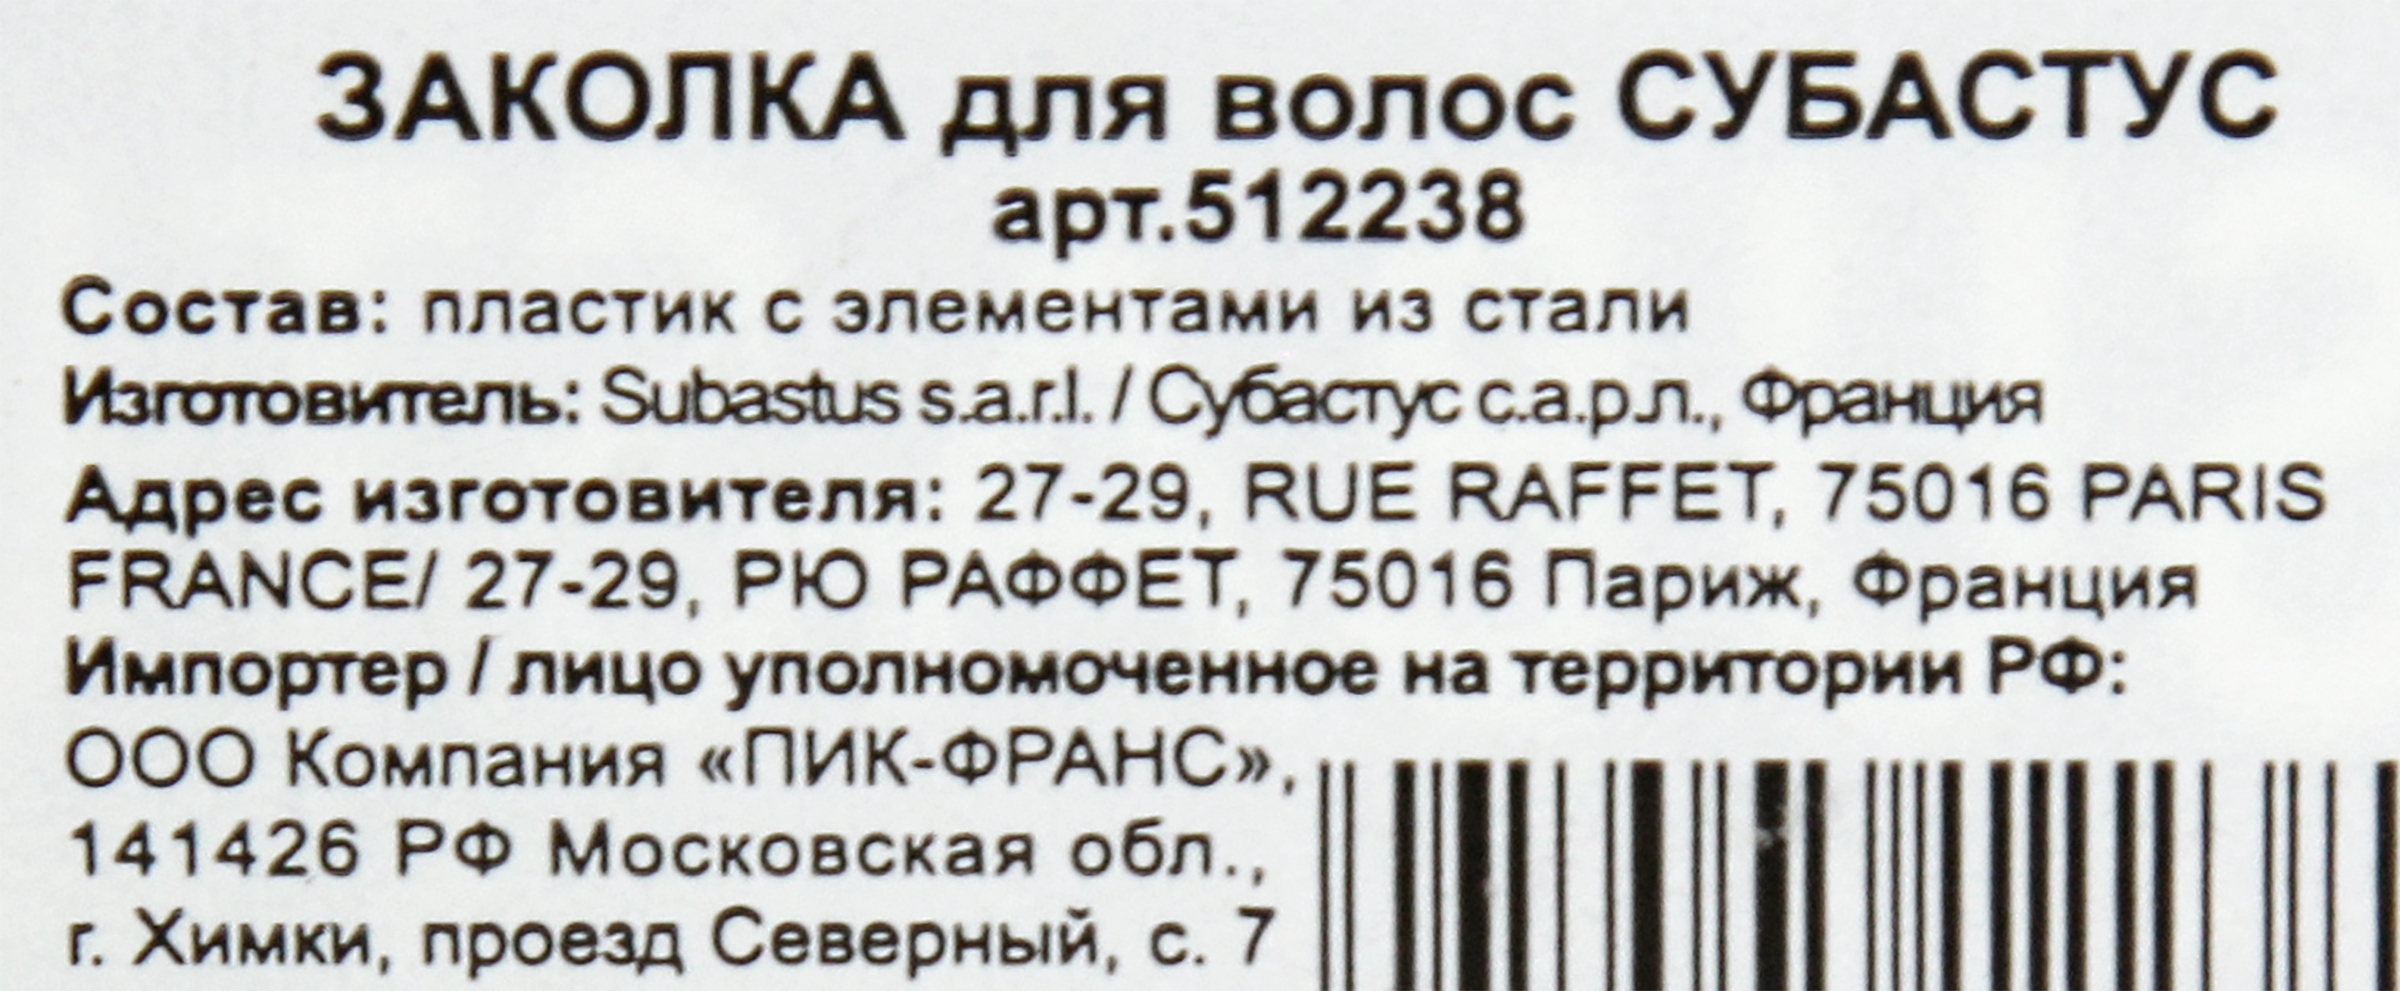 ЗАКОЛКА для волос СУБАСТУС
арт.512238
Состав: пластик с элементами из стали
Изготовитель: Subastus s.a.r.l. / Субастус с.а.р.л., Франция
Адрес изготовителя: 27-29, RUE RAFFET, 75016 PARIS
FRANCE/ 27-29, РЮ РАФФЕТ, 75016 Париж, Франция
Импортер / лицо уполномоченное на территории РФ:
ООО Компания «ПИК-ФРАНС»,
141426 РФ Московская обл.,
г. Химки, проезд Северный, с. 7